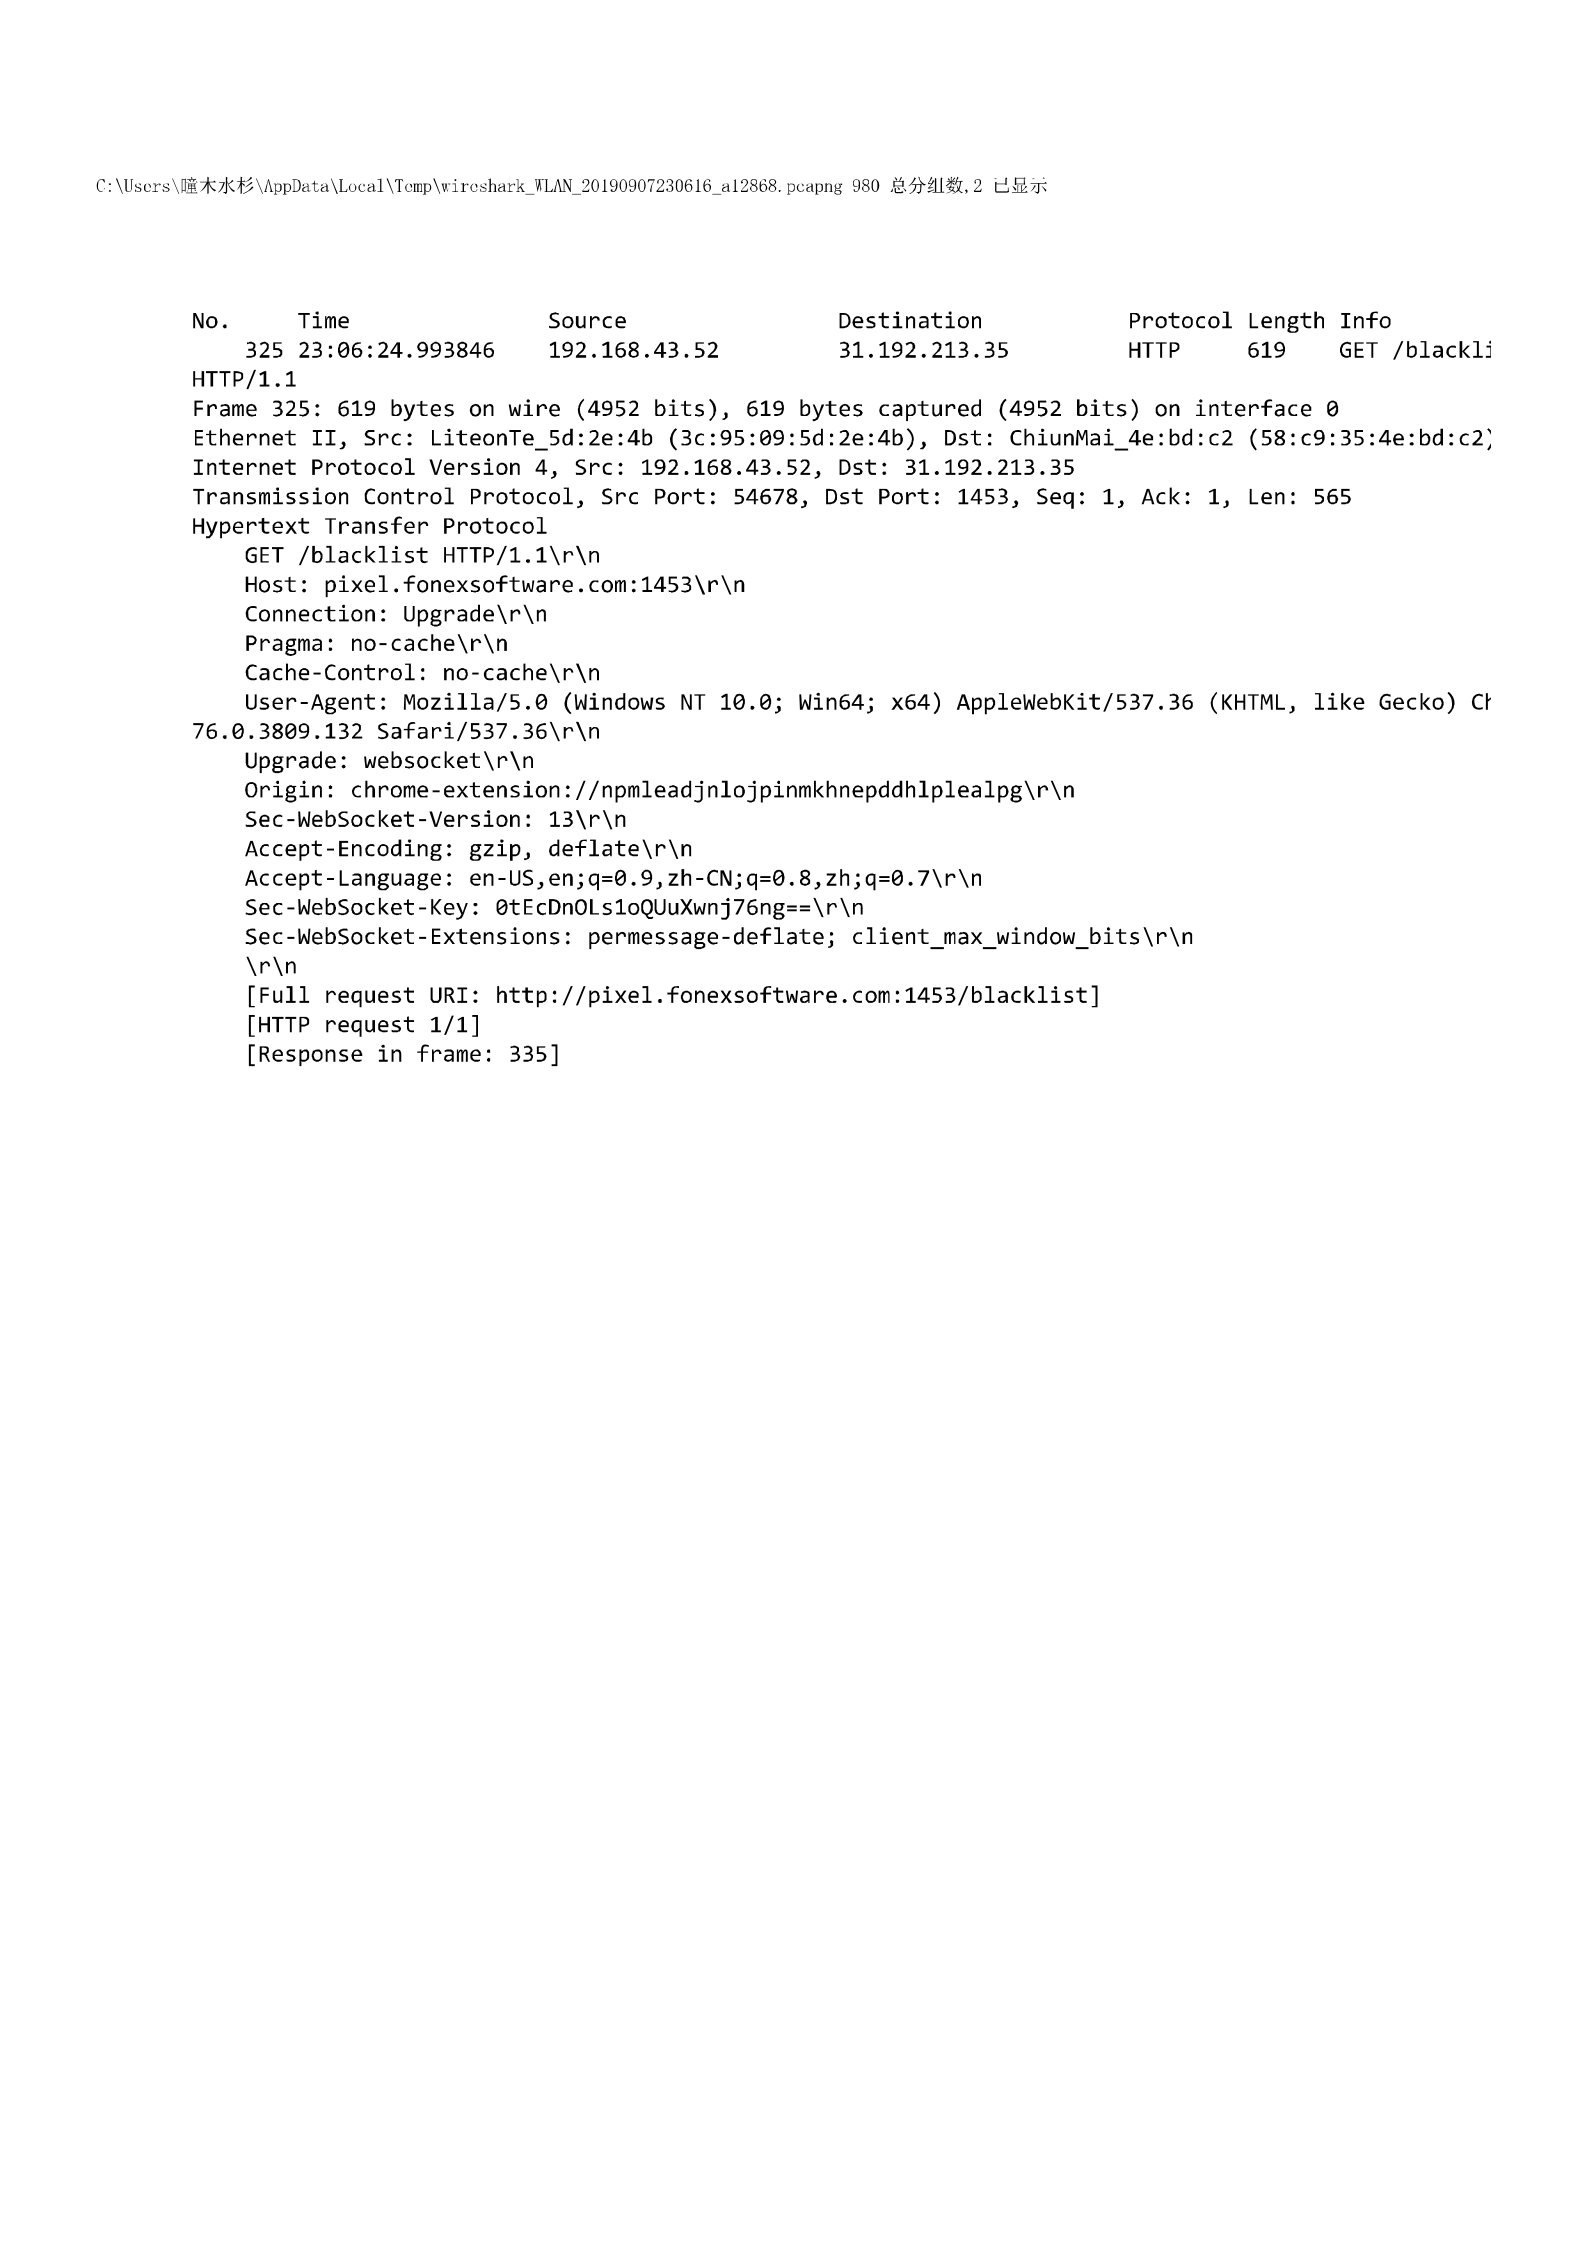 C:\Users\瞳木水杉\AppData\Local\Temp\wireshark_WLAN_20190907230616_a12868.pcapng 980 总分组数,2 已显示
No. Time Source Destination Protocol Length Info
325 23:06:24.993846 192.168.43.52 31.192.213.35 HTTP 619 GET /blackli
HTTP/1.1
Frame 325: 619 bytes on wire (4952 bits), 619 bytes captured (4952 bits) on interface 0
Ethernet II, Src: LiteonTe_5d:2e:4b (3c:95:09:5d:2e:4b), Dst: ChiunMai_4e:bd:c2 (58:c9:35:4e:bd:c2)
Internet Protocol Version 4, Src: 192.168.43.52, Dst: 31.192.213.35
Transmission Control Protocol, Src Port: 54678, Dst Port: 1453, Seq: 1, Ack: 1, Len: 565
Hypertext Transfer Protocol
GET /blacklist HTTP/1.1\r\n
Host: pixel.fonexsoftware.com:1453\r\n
Connection: Upgrade\r\n
Pragma: no-cache\r\n
Cache-Control: no-cache\r\n
User-Agent: Mozilla/5.0 (Windows NT 10.0; Win64; x64) AppleWebKit/537.36 (KHTML, like Gecko) Ch
76.0.3809.132 Safari/537.36\r\n
Upgrade: websocket\r\n
Origin: chrome-extension://npmleadjnlojpinmkhnepddhlplealpg\r\n
Sec-WebSocket-Version: 13\r\n
Accept-Encoding: gzip, deflate\r\n
Accept-Language: en-US,en;q=0.9,zh-CN;q=0.8,zh;q=0.7\r\n
Sec-WebSocket-Key: 0tEcDnOLs1oQUuXwnj76ng==\r\n
Sec-WebSocket-Extensions: permessage-deflate; client_max_window_bits\r\n
\r\n
[Full request URI: http://pixel.fonexsoftware.com:1453/blacklist]
[HTTP request 1/1]
[Response in frame: 335]